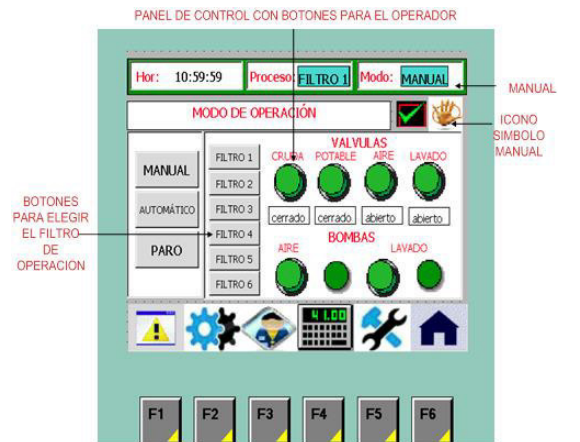 PANEL DE CONTROL CON BOTONES PARA EL OPERADOR
Hor: 10:59:59 Proceso: FILTRO 1 Modo: MANUAL
MANUAL
MODO DE OPERACIÓN
ICONO
SIMBOLO
MANUAL
MANUAL
AUTOMÁTICO
PARO
BOTONES
PARA ELEGIR
EL FILTRO
DE
OPERACION
FILTRO 1
FILTRO 2
FILTRO 3
FILTRO 4
FILTRO 5
FILTRO 6
VALVULAS
CRUDA POTABLE AIRE LAVADO
cerrado cerrado abierto abierto
BOMBAS
AIRE LAVADO
41.00
F1 F2 F3 F4 F5 F6